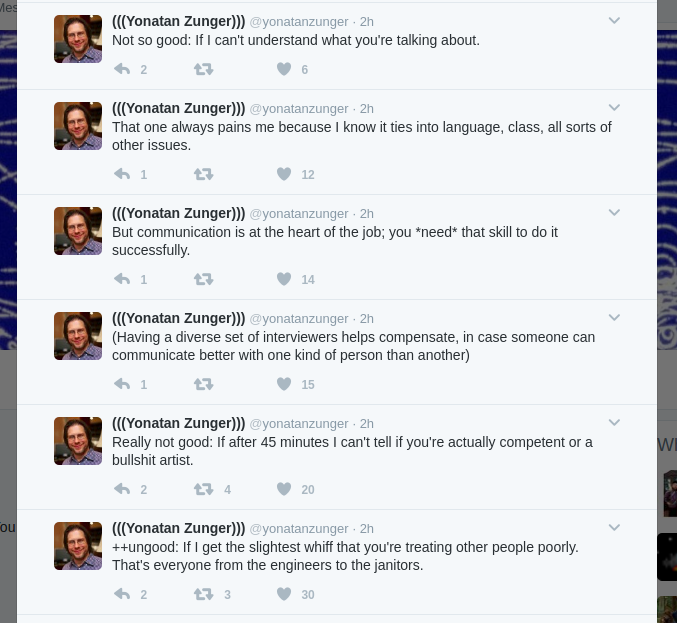 Mes
(((Yonatan Zunger))) @yonatanzunger · 2h
Not so good: If I can't understand what you're talking about.
2 6
(((Yonatan Zunger))) @yonatanzunger · 2h
That one always pains me because I know it ties into language, class, all sorts of
other issues.
1 12
(((Yonatan Zunger))) @yonatanzunger · 2h
But communication is at the heart of the job; you *need* that skill to do it
successfully.
1 14
(((Yonatan Zunger))) @yonatanzunger · 2h
(Having a diverse set of interviewers helps compensate, in case someone can
communicate better with one kind of person than another)
1 15
(((Yonatan Zunger))) @yonatanzunger · 2h
Really not good: If after 45 minutes I can't tell if you're actually competent or a
bullshit artist.
2 4 20
(((Yonatan Zunger))) @yonatanzunger · 2h
++ungood: If I get the slightest whiff that you're treating other people poorly.
That's everyone from the engineers to the janitors.
2 3 30